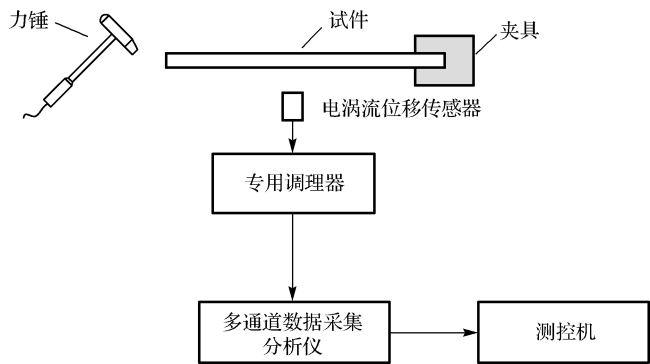 力锤
试件
夹具
电涡流位移传感器
专用调理器
多通道数据采集
分析仪
测控机